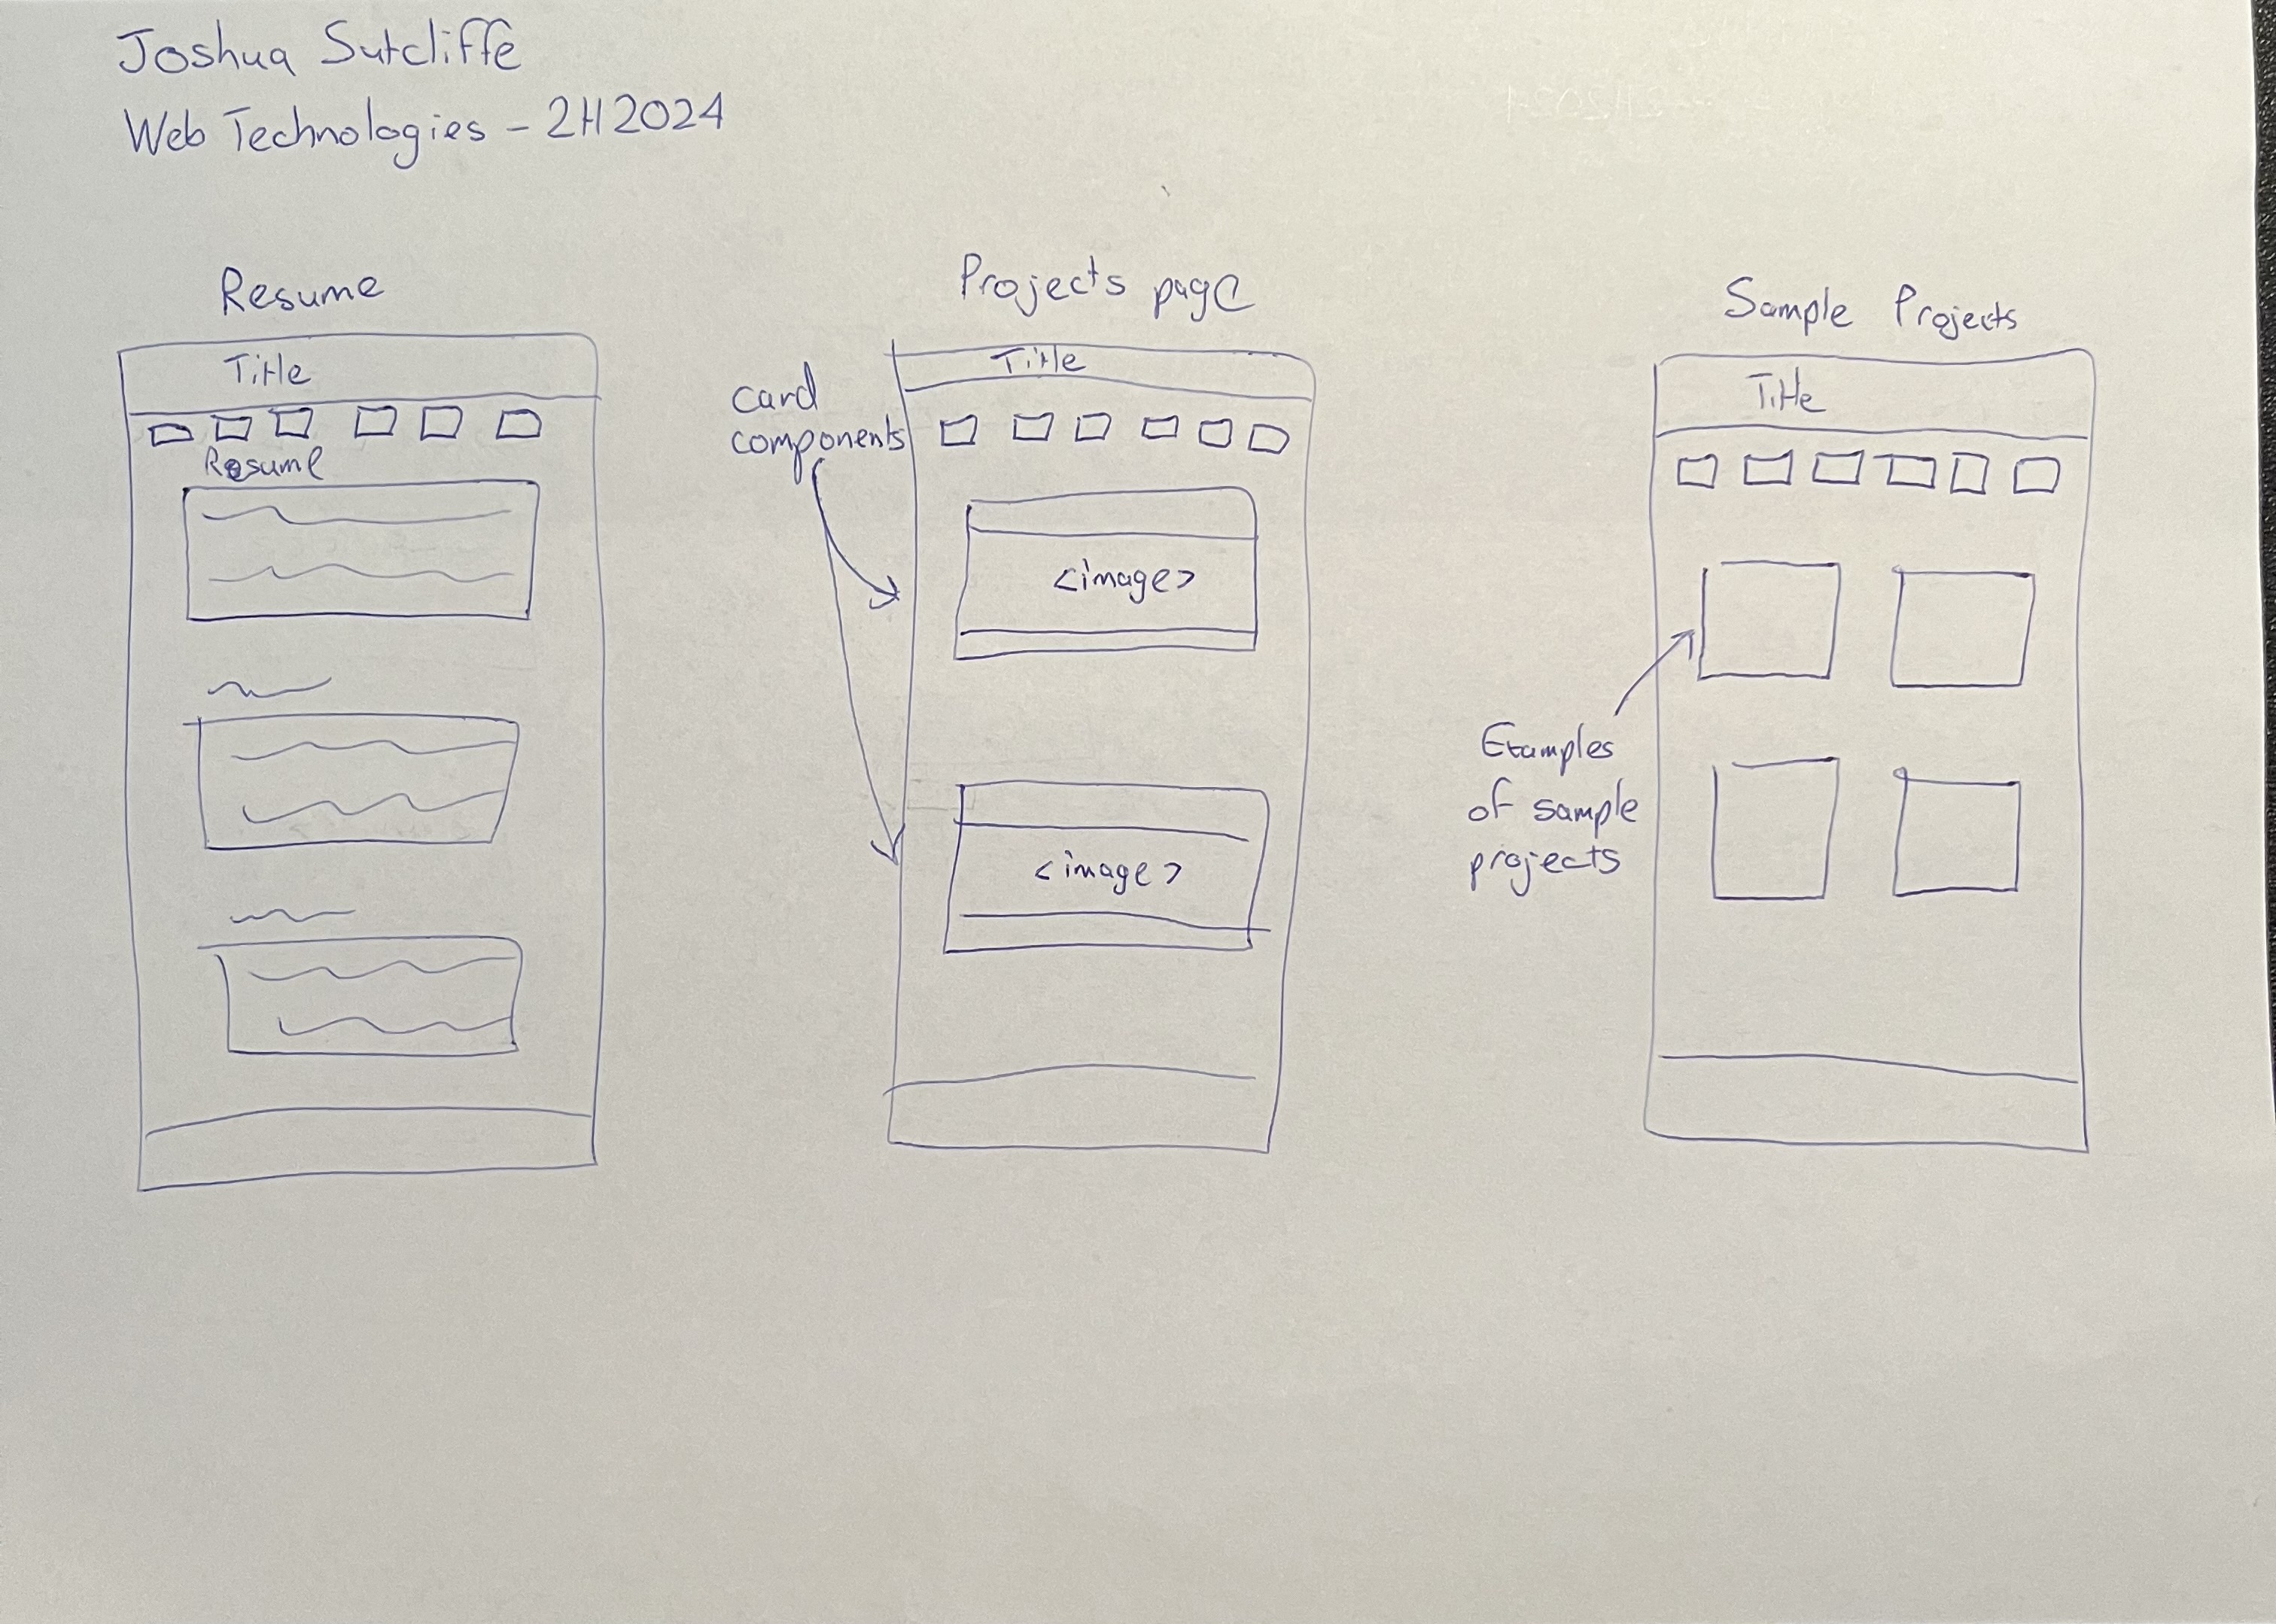 Joshua Sutcliffe
Web Technologies - 2H2024
Resume
Title
Resume
Projects page
Title
card
components
<image>
<image>
Sample Projects
Title
Examples
of sample
projects